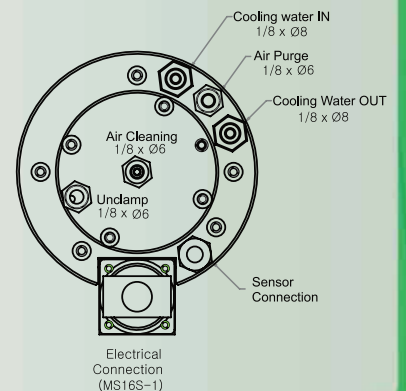 Cooling water IN
1/8 x Ø8
Air Purge
1/8 x Ø6
Cooling Water OUT
1/8 x Ø8
Air Cleaning
1/8 x Ø6
Unclamp
1/8 x Ø6
Sensor
Connection
Electrical
Connection
(MS16S-1)